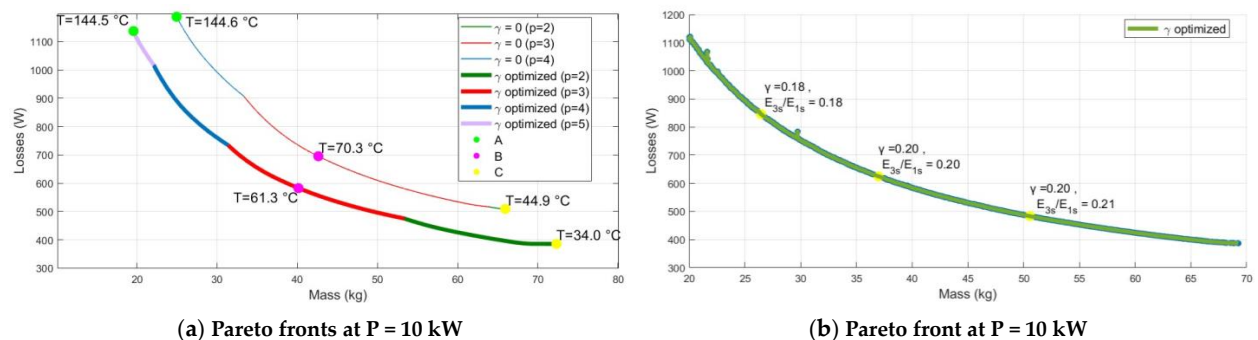 T=144.5 °C
T=144.6 °C
T=70.3 °C
T=61.3 °C
T=44.9 °C
T=34.0 °C
1100
1000
900
800
700
600
500
400
300
Losses (W)
20
30
40
50
60
70
80
Mass (kg)
γ = 0 (p=2)
γ = 0 (p=3)
γ = 0 (p=4)
γ optimized (p=2)
γ optimized (p=3)
γ optimized (p=4)
γ optimized (p=5)
A
B
C
(a) Pareto fronts at P = 10 kW
1200
1100
1000
900
800
700
600
500
400
300
Losses (W)
20
25
30
35
40
45
50
55
60
65
70
Mass (kg)
γ optimized
γ =0.18 ,
E3s/E1s = 0.18
γ =0.20 ,
E3s/E1s = 0.20
γ =0.20 ,
E3s/E1s = 0.21
(b) Pareto front at P = 10 kW